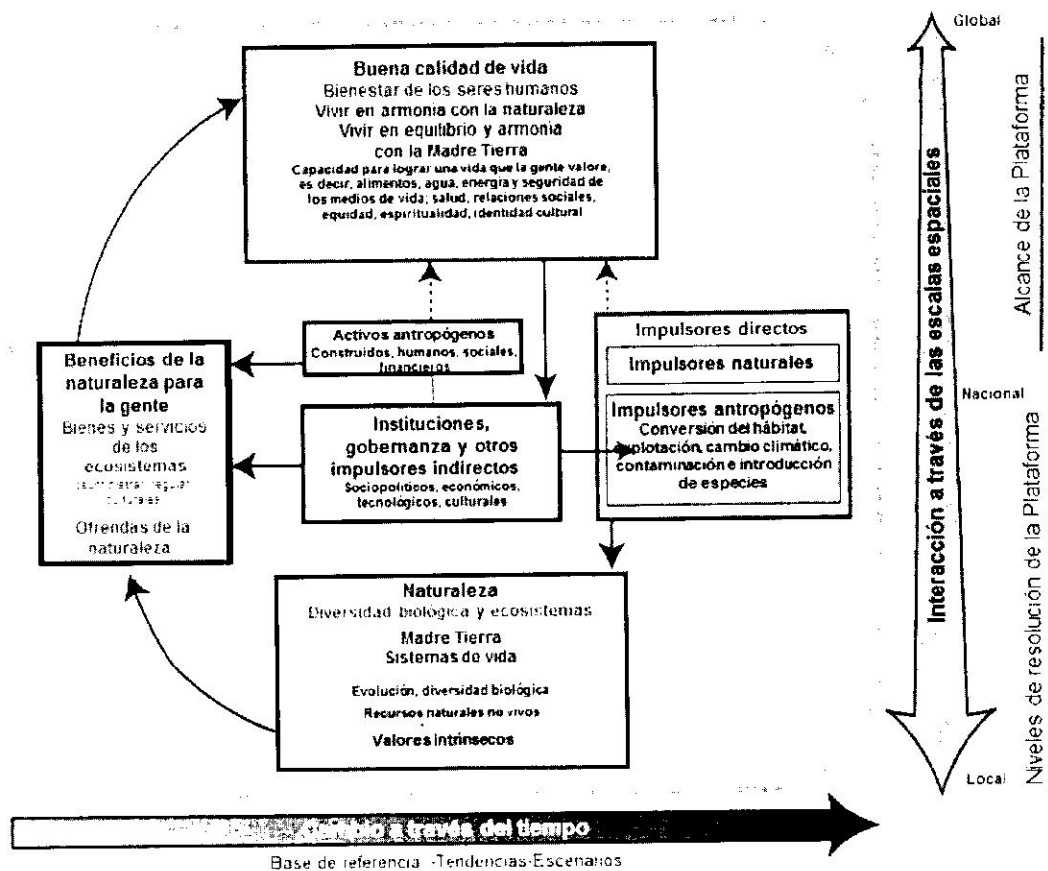 Global
Buena calidad de vida
Bienestar de los seres humanos
Vivir en armonía con la naturaleza
Vivir en equilibrio y armonía
con la Madre Tierra
Capacidad para lograr una vida que la gente valore,
es decir, alimentos, agua, energía y seguridad de
los medios de vida; salud, relaciones sociales,
equidad, espiritualidad, identidad cultural
Activos antropógenos
Construidos, humanos, sociales,
financieros
Impulsores directos
Impulsores naturales
Impulsores antropógenos
Conversión del hábitat,
explotación, cambio climático,
contaminación e introducción
de especies
Beneficios de la
naturaleza para
la gente
Bienes y servicios
de los
ecosistemas
culturales
Ofrendas de la
naturaleza
Instituciones,
gobernanza y otros
impulsores indirectos
Sociopolíticos, económicos,
tecnológicos, culturales
Naturaleza
Diversidad biológica y ecosistemas
Madre Tierra
Sistemas de vida
Evolución, diversidad biológica
Recursos naturales no vivos
Valores intrínsecos
Interacción a través de las escalas espaciales
Nacional
Local
Alcance de la Plataforma
Niveles de resolución de la Plataforma
a través del tiempo
Base de referencia -Tendencias-Escenarios